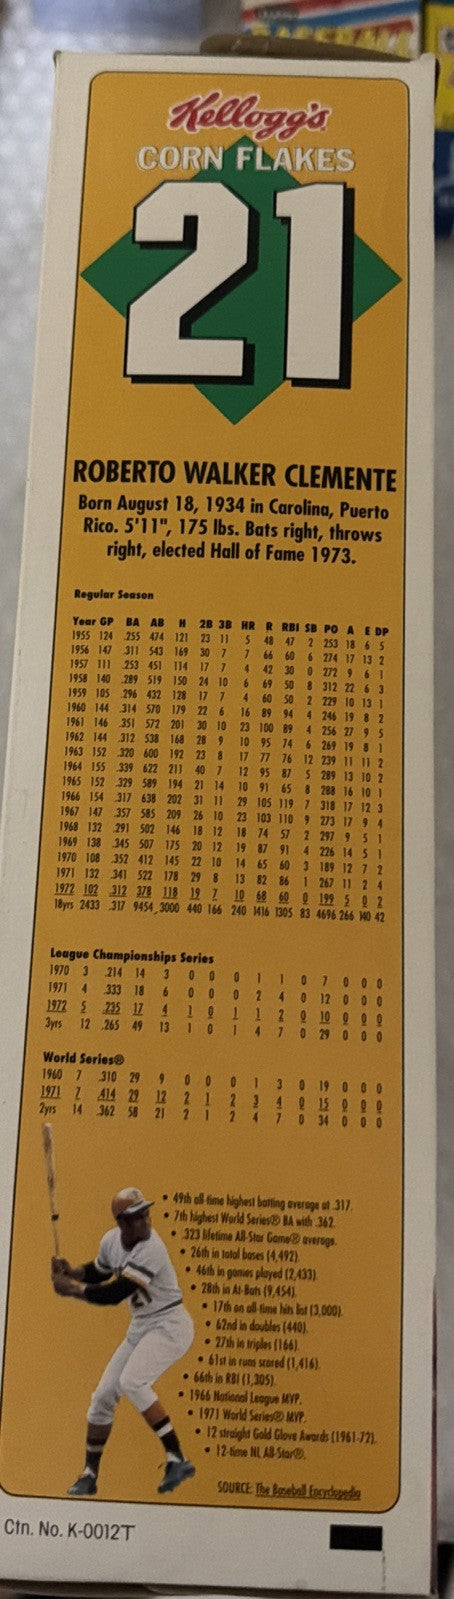 Kellogg's
CORN FLAKES
21
ROBERTO WALKER CLEMENTE
Born August 18, 1934 in Carolina, Puerto
Rico. 5'11", 175 lbs. Bats right, throws
right, elected Hall of Fame 1973.
Regular Season
Year GP BA AB H 2B 3B HR R RBI SB PO A E DP
1955 124 .255 474 121 23 11 5 48 47 2 253 18 6 5
1956 147 .311 543 169 30 7 7 66 60 6 274 17 13 2
1957 111 .253 451 114 17 7 4 42 30 0 272 9 6 1
1958 140 .289 519 150 24 10 6 69 50 8 312 22 6 3
1959 105 .296 432 128 17 7 4 60 50 2 229 10 13 1
1960 144 .314 570 179 22 6 16 89 94 4 246 19 8 2
1961 146 .351 572 201 30 10 23 100 89 4 256 27 9 5
1962 144 .312 538 168 28 9 10 95 74 6 269 19 8 1
1963 152 .320 600 192 23 8 17 77 76 12 239 11 11 2
1964 155 .339 622 211 40 7 12 95 87 5 289 13 10 2
1965 152 .329 589 194 21 14 10 91 65 8 288 16 10 1
1966 154 .317 638 202 31 11 29 105 119 7 318 17 12 3
1967 147 .357 585 209 26 10 23 103 110 9 273 17 9 4
1968 132 .291 502 146 18 12 18 74 57 2 297 9 5 1
1969 138 .345 507 175 20 12 19 87 91 4 226 14 5 1
1970 108 .352 412 145 22 10 14 65 60 3 189 12 7 2
1971 132 .341 522 178 29 8 13 82 86 1 267 11 2 4
1972 102 .312 378 118 19 7 10 68 60 0 199 5 0 2
18yrs 2433 .317 9454 3000 440 166 240 1416 1305 83 4696 266 140 42
League Championships Series
1970 3 .214 14 3 0 0 0 1 1 0 7 0 0 0
1971 4 .333 18 6 0 0 0 2 4 0 12 0 0 0
1972 5 .235 17 4 1 0 1 1 2 0 10 0 0 0
3yrs 12 .265 49 13 1 0 1 4 7 0 29 0 0 0
World Series®
1960 7 .310 29 9 0 0 0 1 3 0 19 0 0 0
1971 7 .414 29 12 2 1 2 3 4 0 15 0 0 0
2yrs 14 .362 58 21 2 1 2 4 7 0 34 0 0 0
• 49th all-time highest batting average at .317.
• 7th highest World Series® BA with .362.
• .323 lifetime All-Star Game® average.
• 26th in total bases (4,492).
• 46th in games played (2,433).
• 28th in At-Bats (9,454).
• 17th on all-time hits list (3,000).
• 62nd in doubles (440).
• 27th in triples (166).
• 61st in runs scored (1,416).
• 66th in RBI (1,305).
• 1966 National League MVP.
• 1971 World Series® MVP.
• 12 straight Gold Glove Awards (1961-72).
• 12-time NL All-Star®.
SOURCE: The Baseball Encyclopedia
Ctn. No. K-0012T